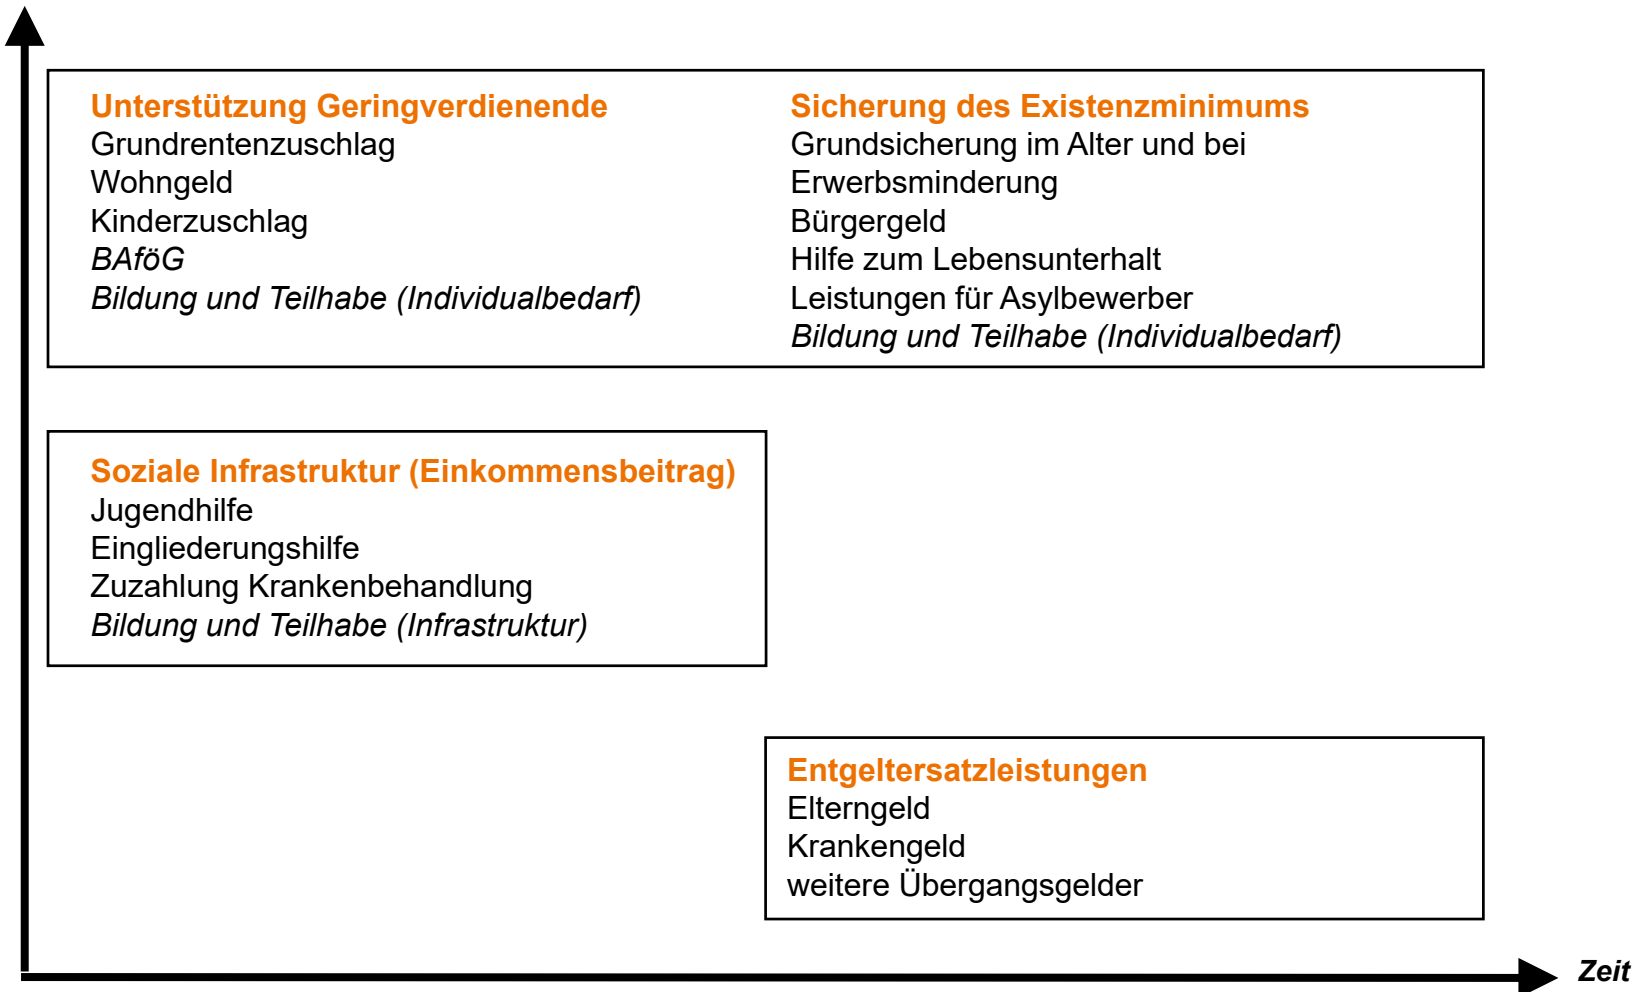 Unterstützung Geringverdienende
Grundrentenzuschlag
Wohngeld
Kinderzuschlag
BAföG
Bildung und Teilhabe (Individualbedarf)
Sicherung des Existenzminimums
Grundsicherung im Alter und bei
Erwerbsminderung
Bürgergeld
Hilfe zum Lebensunterhalt
Leistungen für Asylbewerber
Bildung und Teilhabe (Individualbedarf)
Soziale Infrastruktur (Einkommensbeitrag)
Jugendhilfe
Eingliederungshilfe
Zuzahlung Krankenbehandlung
Bildung und Teilhabe (Infrastruktur)
Entgeltersatzleistungen
Elterngeld
Krankengeld
weitere Übergangsgelder
Zeit